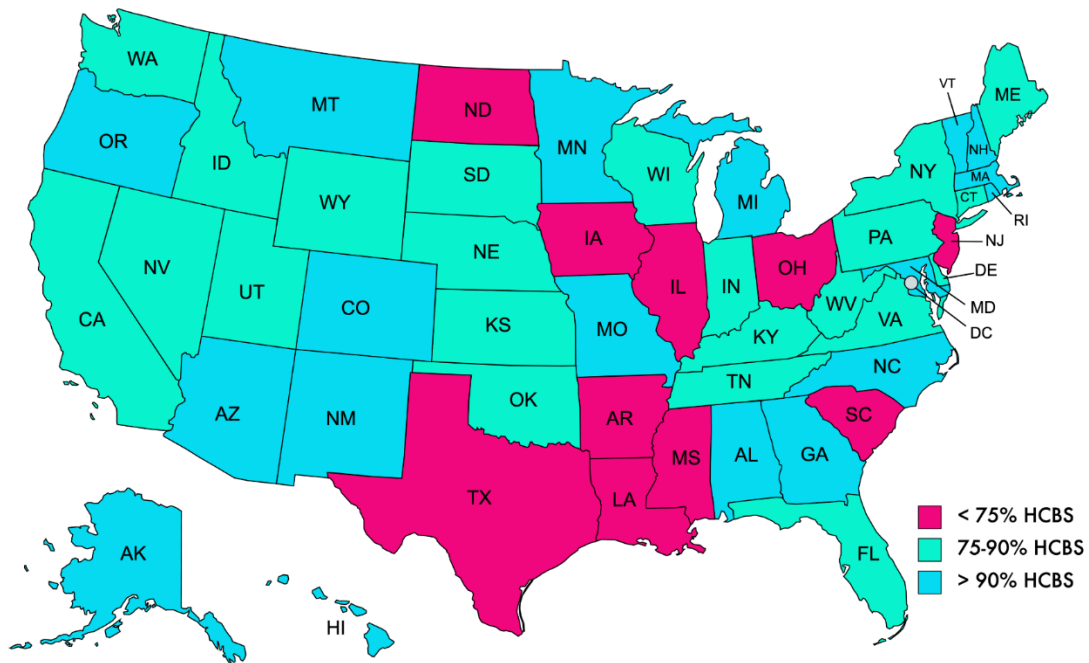 WA
MT
ND
MN
VT
ME
OR
ID
SD
WI
MI
NY
NH
MA
CT
RI
WY
IA
PA
NJ
NE
NV
UT
IL
IN
OH
DE
CA
CO
KS
MO
WV
VA
MD
KY
DC
TN
NC
AZ
NM
OK
AR
SC
MS
AL
GA
TX
LA
< 75% HCBS
75-90% HCBS
> 90% HCBS
FL
AK
HI